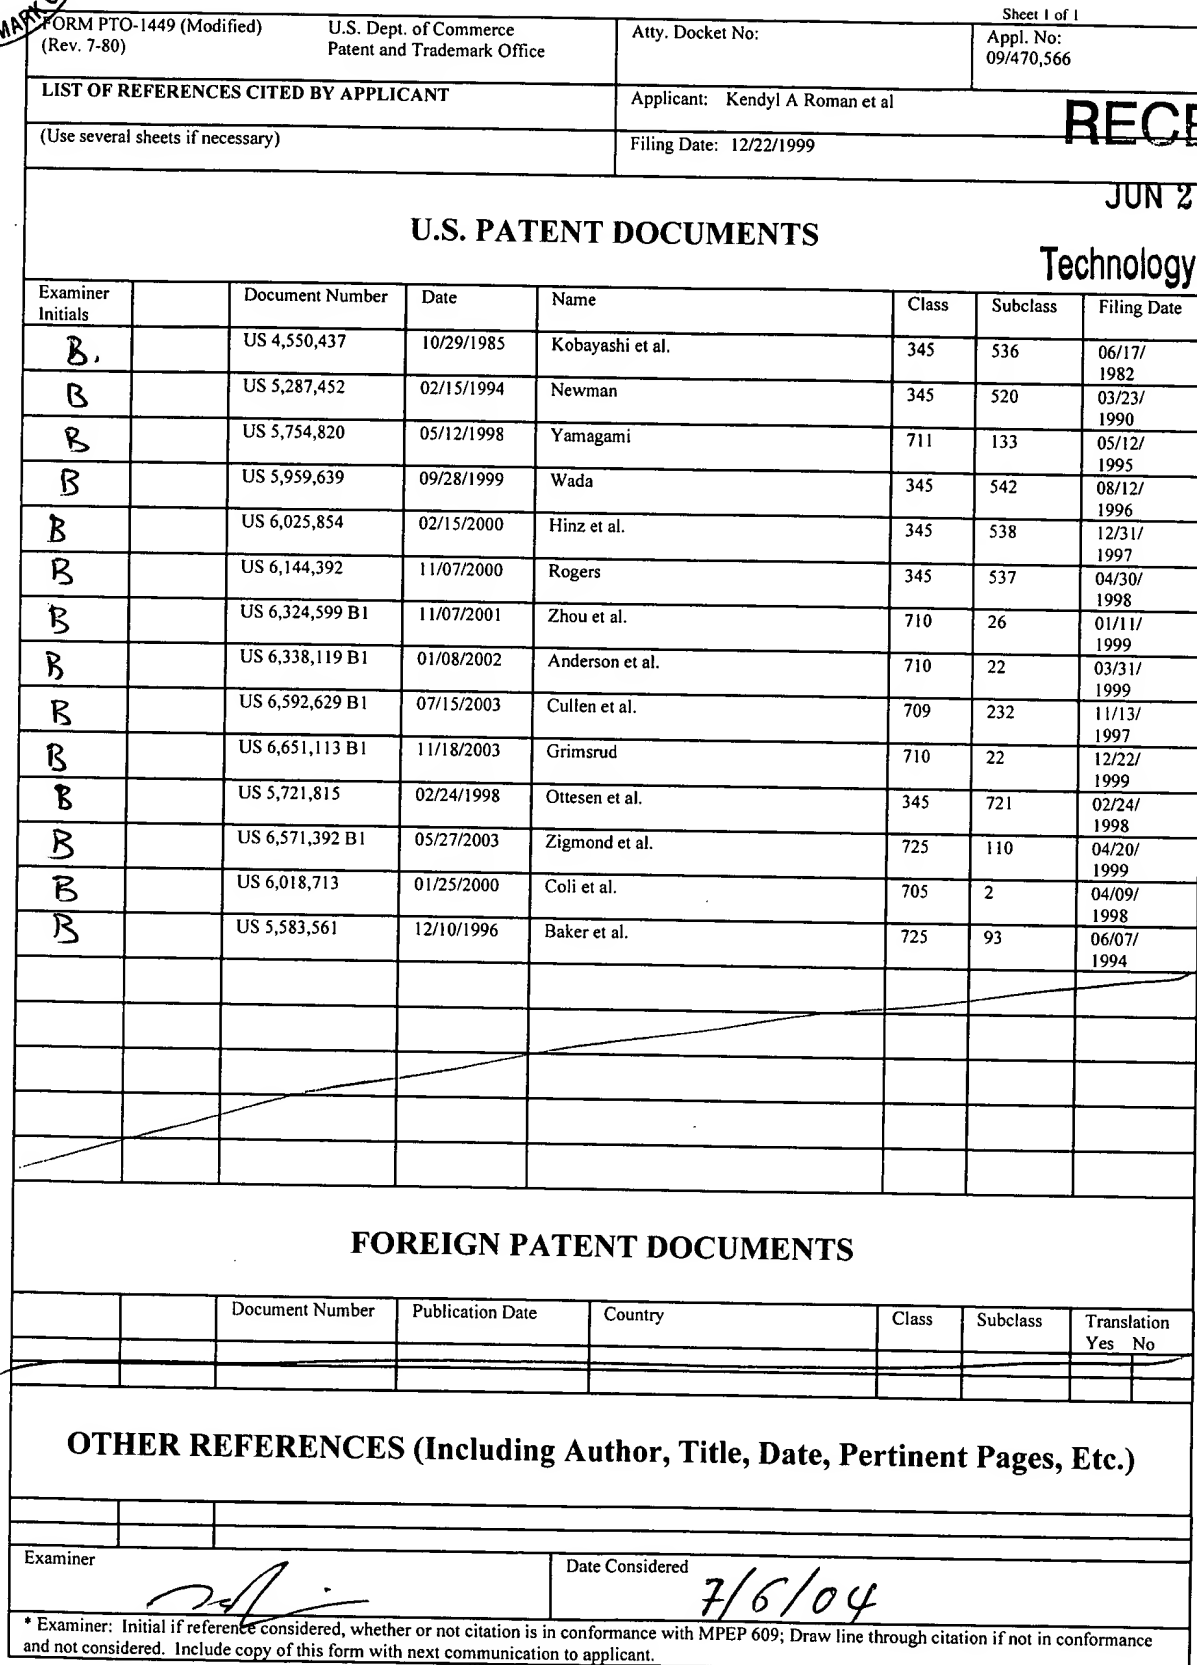 Sheet 1 of 1
FORM PTO-1449 (Modified) U.S. Dept. of Commerce Atty. Docket No: Appl. No:
(Rev. 7-80) Patent and Trademark Office 09/470,566
LIST OF REFERENCES CITED BY APPLICANT Applicant: Kendyl A Roman et al
(Use several sheets if necessary) Filing Date: 12/22/1999
JUN 2
U.S. PATENT DOCUMENTS
Technology
Examiner Document Number Date Name Class Subclass Filing Date
Initials
B. US 4,550,437 10/29/1985 Kobayashi et al. 345 536 06/17/
1982
B US 5,287,452 02/15/1994 Newman 345 520 03/23/
1990
B US 5,754,820 05/12/1998 Yamagami 711 133 05/12/
1995
B US 5,959,639 09/28/1999 Wada 345 542 08/12/
1996
B US 6,025,854 02/15/2000 Hinz et al. 345 538 12/31/
1997
B US 6,144,392 11/07/2000 Rogers 345 537 04/30/
1998
B US 6,324,599 B1 11/07/2001 Zhou et al. 710 26 01/11/
1999
B US 6,338,119 B1 01/08/2002 Anderson et al. 710 22 03/31/
1999
B US 6,592,629 B1 07/15/2003 Cullen et al. 709 232 11/13/
1997
B US 6,651,113 B1 11/18/2003 Grimsrud 710 22 12/22/
1999
B US 5,721,815 02/24/1998 Ottesen et al. 345 721 02/24/
1998
B US 6,571,392 B1 05/27/2003 Zigmond et al. 725 110 04/20/
1999
B US 6,018,713 01/25/2000 Coli et al. 705 2 04/09/
1998
B US 5,583,561 12/10/1996 Baker et al. 725 93 06/07/
1994
FOREIGN PATENT DOCUMENTS
Document Number Publication Date Country Class Subclass Translation
Yes No
OTHER REFERENCES (Including Author, Title, Date, Pertinent Pages, Etc.)
Examiner Date Considered
7/6/04
* Examiner: Initial if reference considered, whether or not citation is in conformance with MPEP 609; Draw line through citation if not in conformance
and not considered. Include copy of this form with next communication to applicant.